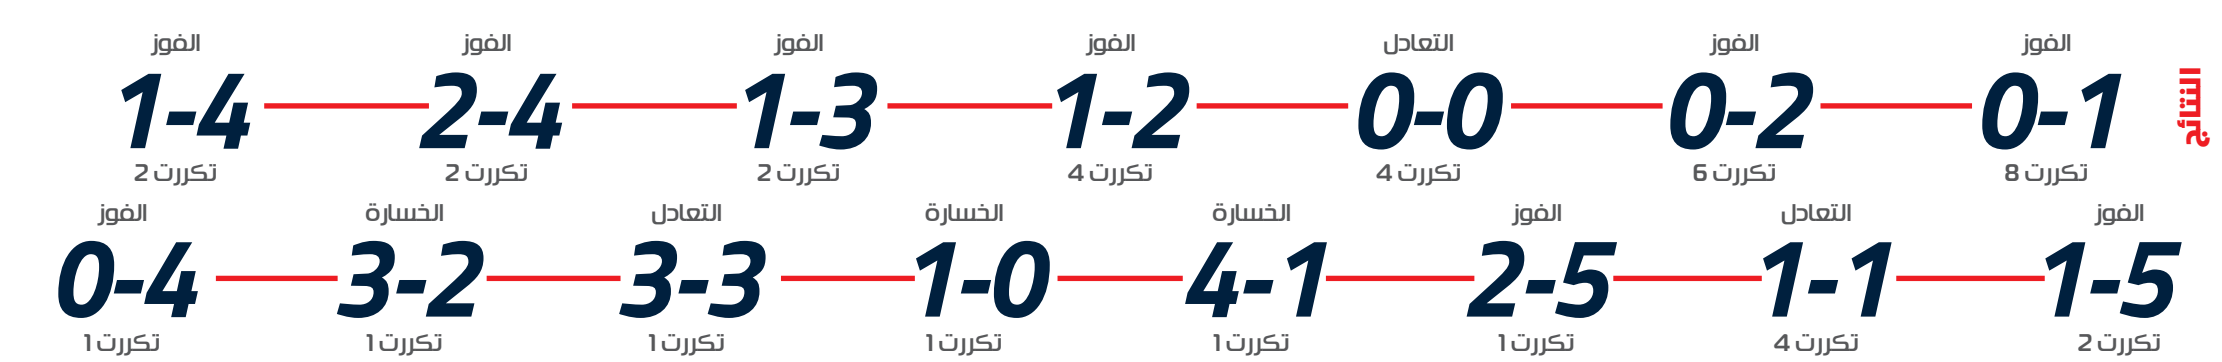 النتائج
الفوز التعادل الفوز الفوز الفوز الفوز الفوز
0-1 0-2 0-0 1-2 1-3 2-4 1-4
تكررت 8 تكررت 6 تكررت 4 تكررت 4 تكررت 2 تكررت 2 تكررت 2
الفوز التعادل الفوز الخسارة الخسارة التعادل الخسارة الفوز
1-5 1-1 2-5 4-1 1-0 3-3 3-2 0-4
تكررت 2 تكررت 4 تكررت 1 تكررت 1 تكررت 1 تكررت 1 تكررت 1 تكررت 1